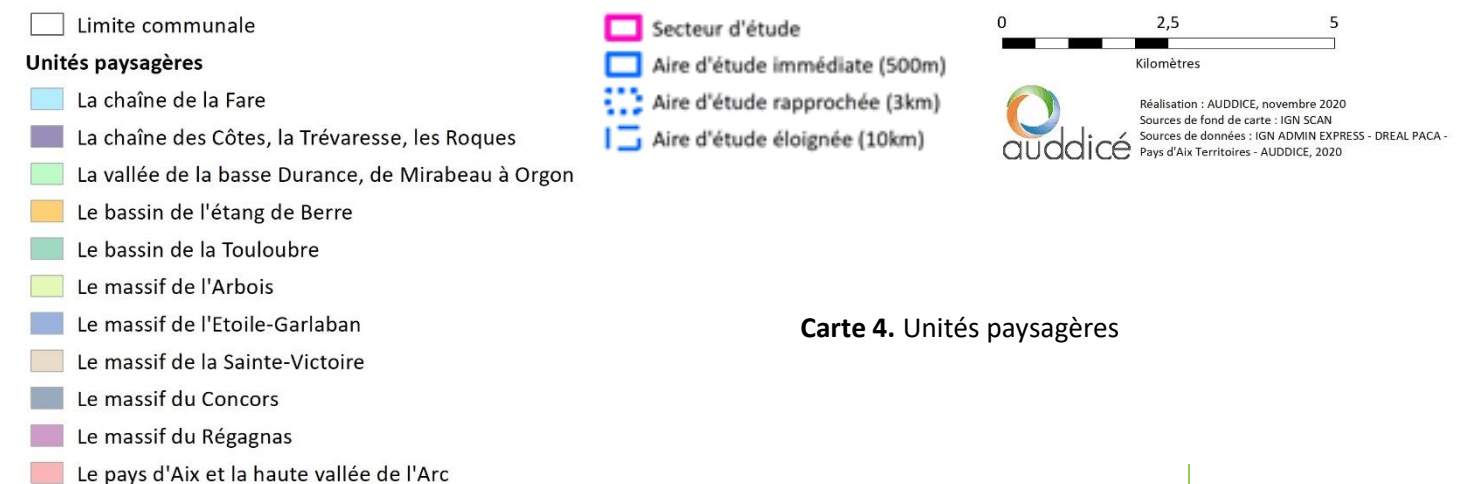 Limite communale
Unités paysagères
La chaîne de la Fare
La chaîne des Côtes, la Trévaresse, les Roques
La vallée de la basse Durance, de Mirabeau à Orgon
Le bassin de l'étang de Berre
Le bassin de la Touloubre
Le massif de l'Arbois
Le massif de l'Etoile-Garlaban
Le massif de la Sainte-Victoire
Le massif du Concors
Le massif du Régagnas
Le pays d'Aix et la haute vallée de l'Arc
Secteur d'étude
Aire d'étude immédiate (500m)
Aire d'étude rapprochée (3km)
Aire d'étude éloignée (10km)
0 2,5 5
Kilomètres
auddicé
Réalisation : AUDDICE, novembre 2020
Sources de fond de carte : IGN SCAN
Sources de données : IGN ADMIN EXPRESS - DREAL PACA -
Pays d'Aix Territoires - AUDDICE, 2020
Carte 4. Unités paysagères